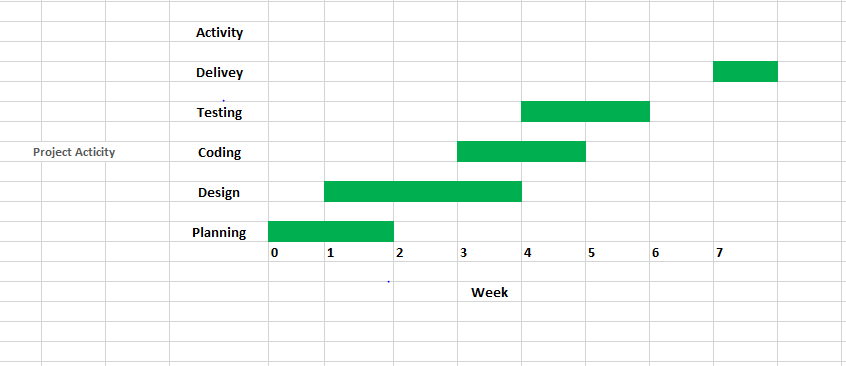 Activity
Delivey
Testing
Project Acticity Coding
Design
Planning
0 1 2 3 4 5 6 7
Week